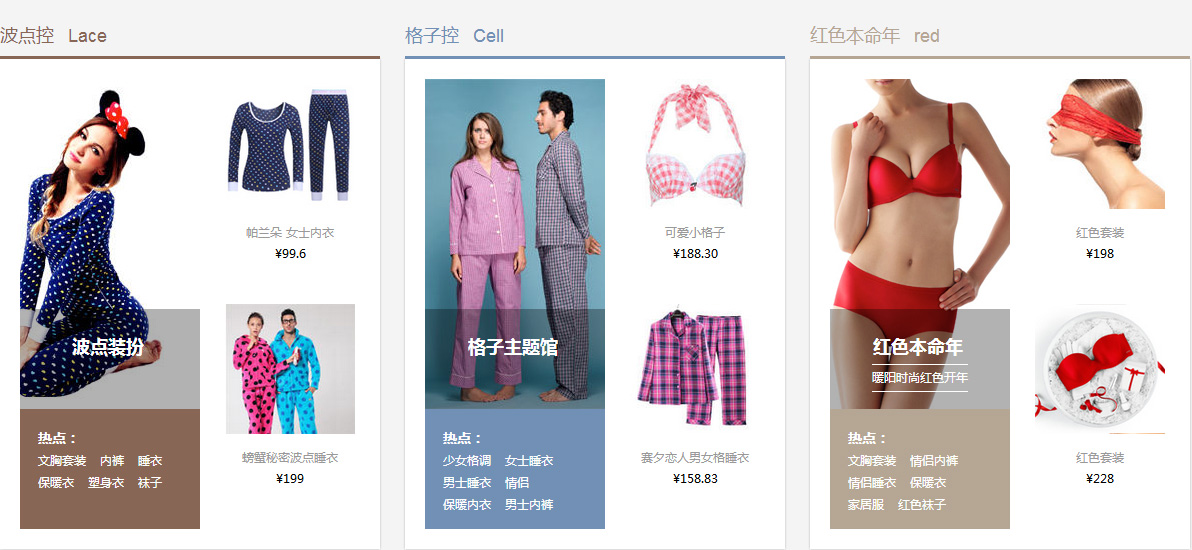 波点控 Lace
波点装扮
热点：
文胸套装 内裤 睡衣
保暖衣 塑身衣 袜子
帕兰朵 女士内衣
¥99.6
螃蟹秘密波点睡衣
¥199
格子控 Cell
格子主题馆
热点：
少女格调 女士睡衣
男士睡衣 情侣
保暖内衣 男士内裤
可爱小格子
¥188.30
赛夕恋人男女格睡衣
¥158.83
红色本命年 red
红色本命年
暖阳时尚红色开年
热点：
文胸套装 情侣内裤
情侣睡衣 保暖衣
家居服 红色袜子
红色套装
¥198
红色套装
¥228